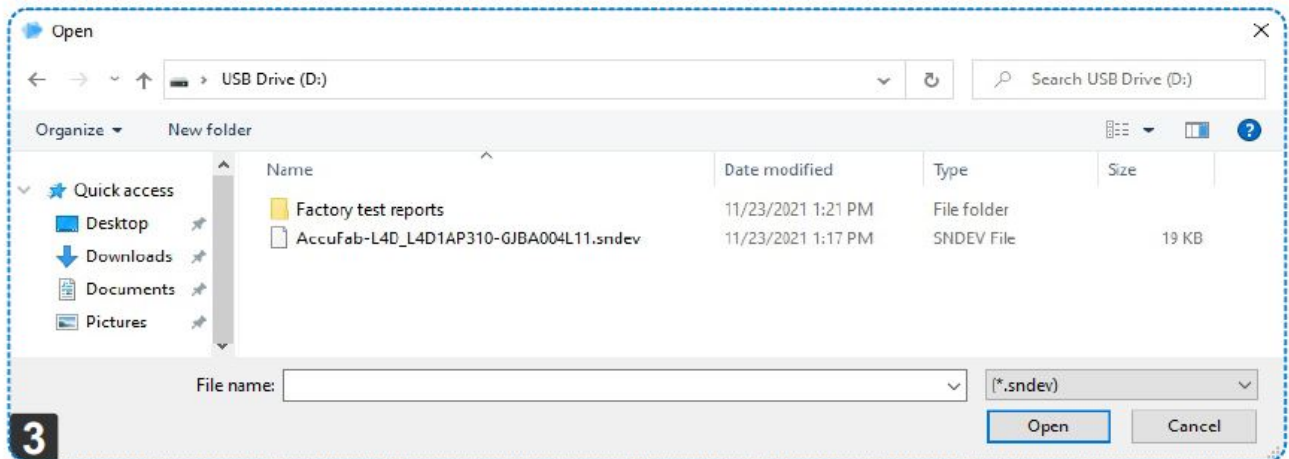 Open
USB Drive (D:)
Search USB Drive (D:)
Organize
New folder
Name
Date modified
Type
Size
Quick access
Desktop
Downloads
Documents
Pictures
Factory test reports
11/23/2021 1:21 PM
File folder
AccuFab-L4D_L4D1AP310-GJBA004L11.sndev
11/23/2021 1:17 PM
SNDEV File
19 KB
File name:
(*.sndev)
Open
Cancel
3